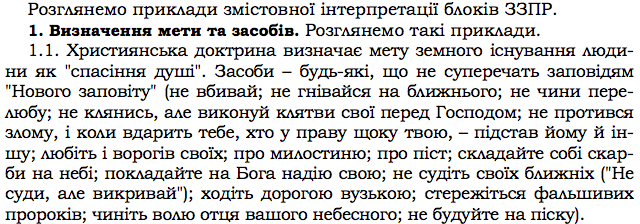 Розглянемо приклади змістовної інтерпретації блоків ЗЗПР.
1. Визначення мети та засобів. Розглянемо такі приклади.
1.1. Християнська доктрина визначає мету земного існування люди-
ни як "спасіння душі". Засоби – будь-які, що не суперечать заповідям
"Нового заповіту" (не вбивай; не гнівайся на ближнього; не чини пере-
любу; не клянись, але виконуй клятви свої перед Господом; не протився
злому, і коли вдарить тебе, хто у праву щоку твою, – підстав йому й ін-
шу; любіть і ворогів своїх; про милостиню; про піст; складайте собі скар-
би на небі; покладайте на Бога надію свою; не судіть своїх ближніх ("Не
суди, але викривай"); ходіть дорогою вузькою; стережіться фальшивих
пророків; чиніть волю отця вашого небесного; не будуйте на піску).